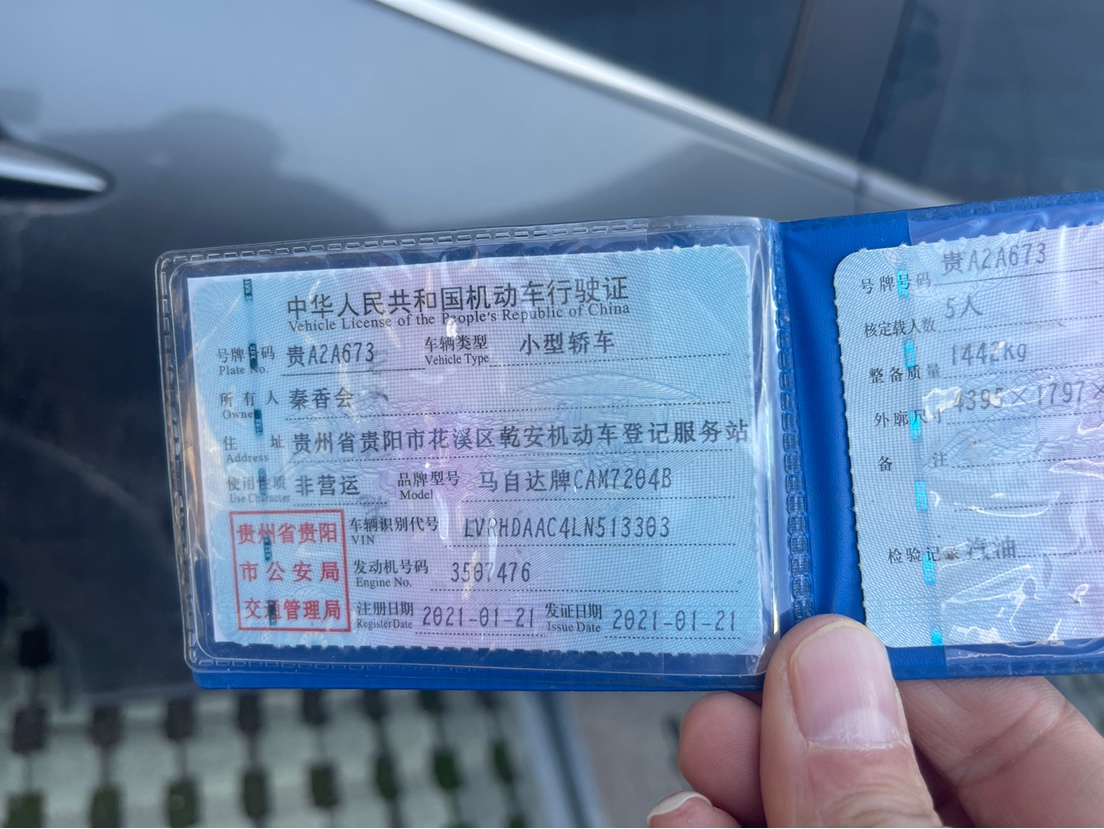 中华人民共和国机动车行驶证
Vehicle License of the People's Republic of China
号牌号码 贵A2A673 车辆类型 小型轿车
Plate No. Vehicle Type
所有人 秦香会
Owner
住址 贵州省贵阳市花溪区乾安机动车登记服务站
Address
使用性质 非营运 品牌型号 马自达牌CAM7204B
Use Character Model
贵州省贵阳
市公安局
交通管理局
车辆识别代号 LVRHDAAC4LN513303
VIN
发动机号码 3507476
Engine No.
注册日期 2021-01-21 发证日期 2021-01-21
Register Date Issue Date
号牌号码 贵A2A673
核定载人数 5人
整备质量 1442kg
外廓尺寸 4395×1797×
备注
检验记录 汽油